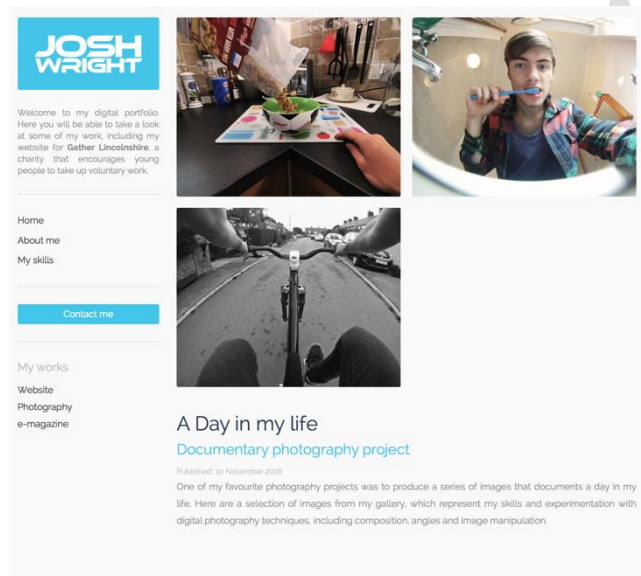 JOSH
WRIGHT
Welcome to my digital portfolio.
Here you will be able to take a look
at some of my work, including my
website for Gather Lincolnshire, a
charity that encourages young
people to take up voluntary work.
Home
About me
My skills
Contact me
My works
Website
Photography
e-magazine
A Day in my life
Documentary photography project
Published: 10 November 2016
One of my favourite photography projects was to produce a series of images that documents a day in my
life. Here are a selection of images from my gallery, which represent my skills and experimentation with
digital photography techniques, including composition, angles and image manipulation.